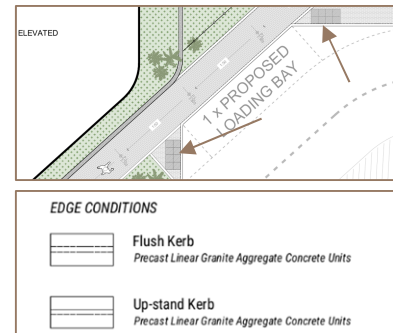 ELEVATED
1 x PROPOSED
LOADING BAY
EDGE CONDITIONS
Flush Kerb
Precast Linear Granite Aggregate Concrete Units
Up-stand Kerb
Precast Linear Granite Aggregate Concrete Units